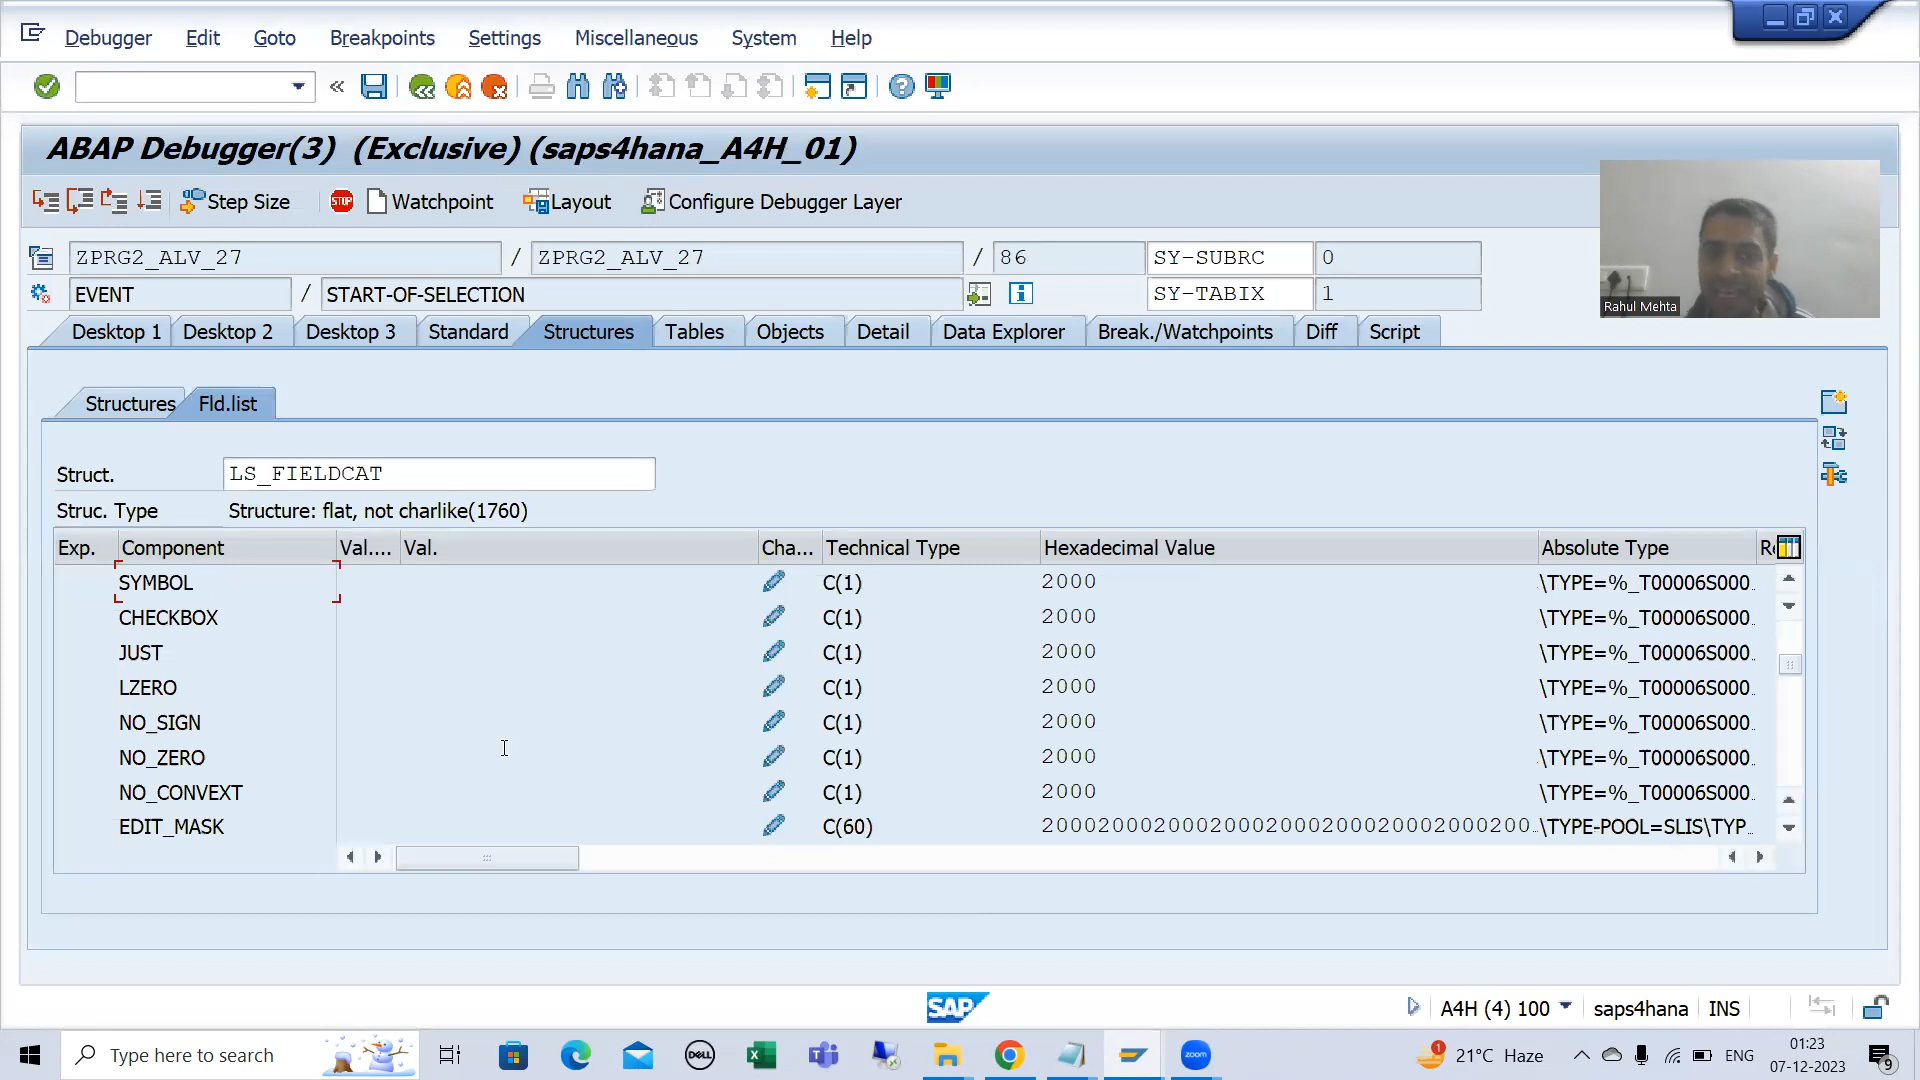 Debugger Edit Goto Breakpoints Settings Miscellaneous System Help
ABAP Debugger(3) (Exclusive) (saps4hana_A4H_01)
Step Size STOP Watchpoint Layout Configure Debugger Layer
ZPRG2_ALV_27 / ZPRG2_ALV_27 / 86 SY-SUBRC 0
EVENT / START-OF-SELECTION SY-TABIX 1
Rahul Mehta
Desktop 1 Desktop 2 Desktop 3 Standard Structures Tables Objects Detail Data Explorer Break./Watchpoints Diff Script
Structures Fld.list
Struct. LS_FIELDCAT
Struc. Type Structure: flat, not charlike(1760)
Exp. Component Val.... Val. Cha... Technical Type Hexadecimal Value Absolute Type
SYMBOL C(1) 2000 \TYPE=%_T00006S000..
CHECKBOX C(1) 2000 \TYPE=%_T00006S000..
JUST C(1) 2000 \TYPE=%_T00006S000..
LZERO C(1) 2000 \TYPE=%_T00006S000..
NO_SIGN C(1) 2000 \TYPE=%_T00006S000..
NO_ZERO C(1) 2000 \TYPE=%_T00006S000..
NO_CONVEXT C(1) 2000 \TYPE=%_T00006S000..
EDIT_MASK C(60) 200020002000200020002000200020002000200.. \TYPE-POOL=SLIS\TYP..
SAP A4H (4) 100 saps4hana INS
Type here to search DELL zoom 1 21°C Haze ENG 01:23
07-12-2023 9